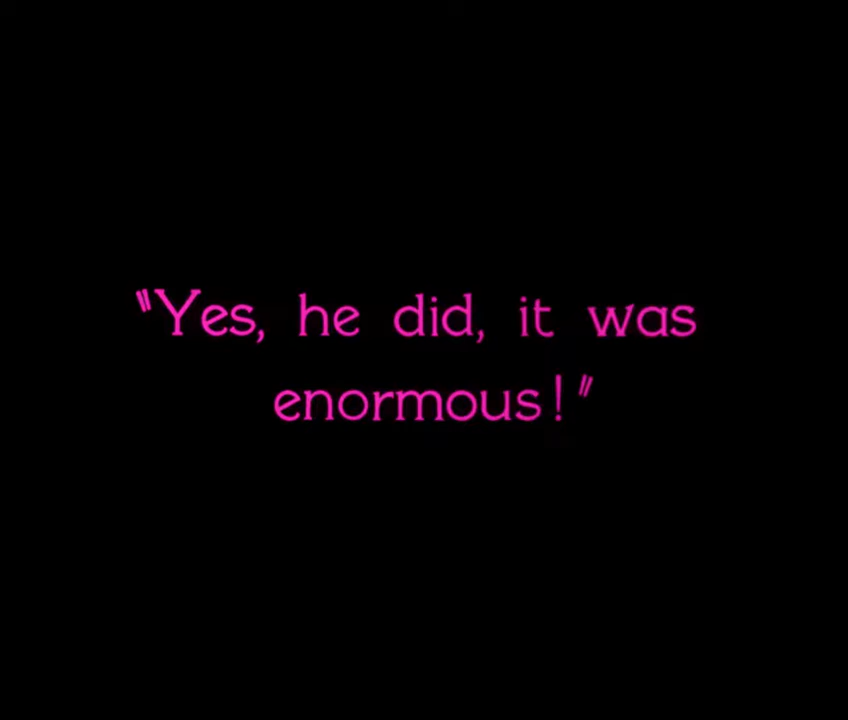 "Yes, he did, it was
enormous!"